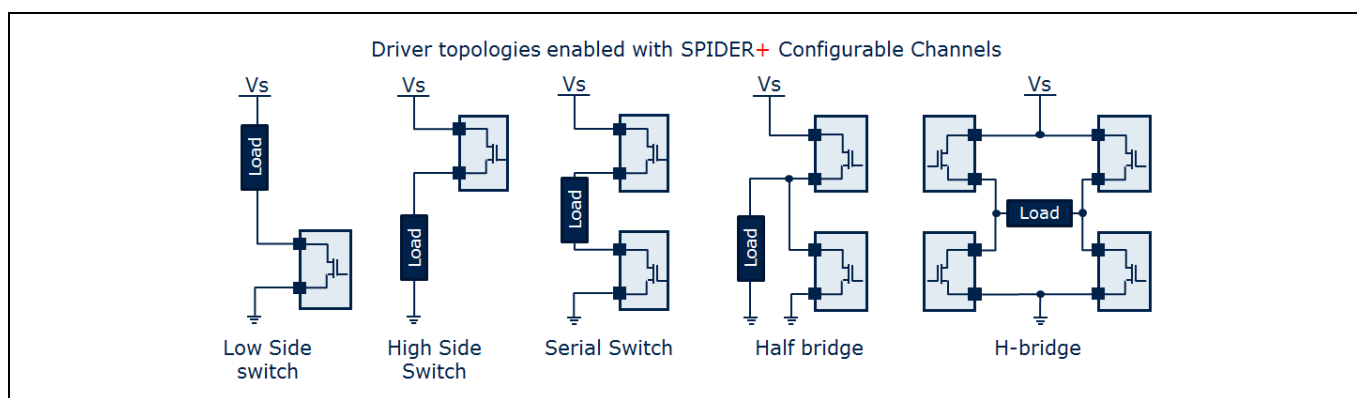 Driver topologies enabled with SPIDER+ Configurable Channels
Vs
Vs
Vs
Vs
Vs
Load
Load
Load
Load
Load
Low Side
switch
High Side
Switch
Serial Switch
Half bridge
H-bridge